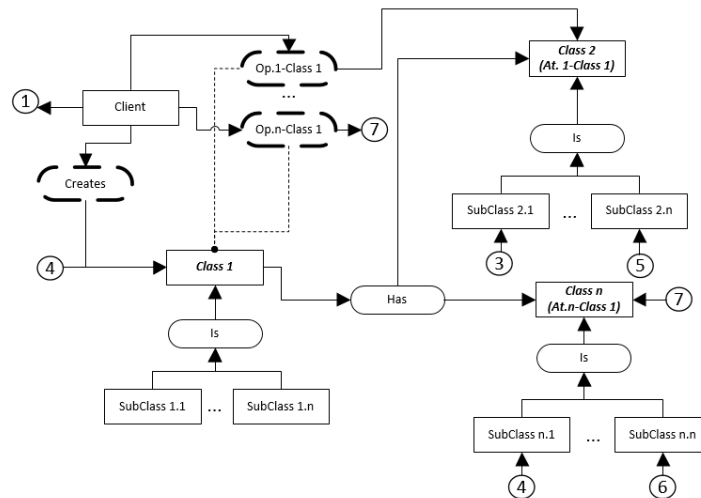 Op.1-Class 1
Class 2
(At. 1-Class 1)
...
1
Client
Op.n-Class 1
7
Is
Creates
SubClass 2.1
...
SubClass 2.n
4
Class 1
3
5
Has
Class n
(At.n-Class 1)
7
Is
Is
SubClass 1.1
...
SubClass 1.n
SubClass n.1
...
SubClass n.n
4
6